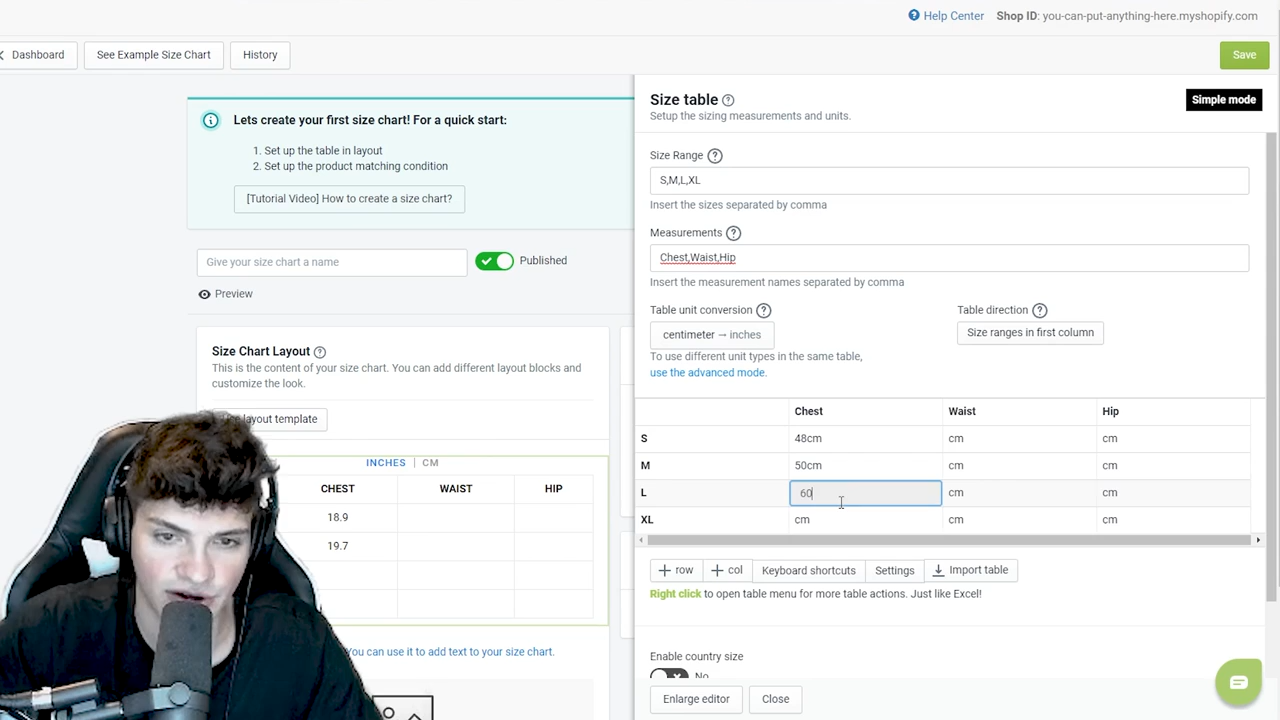 Help Center
Shop ID: you-can-put-anything-here.myshopify.com
Dashboard
See Example Size Chart
History
Save
Lets create your first size chart! For a quick start:
1. Set up the table in layout
2. Set up the product matching condition
[Tutorial Video] How to create a size chart?
Give your size chart a name
Published
Preview
Size Chart Layout
This is the content of your size chart. You can add different layout blocks and
customize the look.
layout template
INCHES | CM
CHEST WAIST HIP
18.9
19.7
You can use it to add text to your size chart.
Size table
Simple mode
Setup the sizing measurements and units.
Size Range
S,M,L,XL
Insert the sizes separated by comma
Measurements
Chest,Waist,Hip
Insert the measurement names separated by comma
Table unit conversion
centimeter → inches
To use different unit types in the same table,
use the advanced mode.
Table direction
Size ranges in first column
Chest Waist Hip
S 48cm cm cm
M 50cm cm cm
L 60 cm cm
XL cm cm cm
+ row
+ col
Keyboard shortcuts
Settings
Import table
Right click to open table menu for more table actions. Just like Excel!
Enable country size
No
Enlarge editor
Close